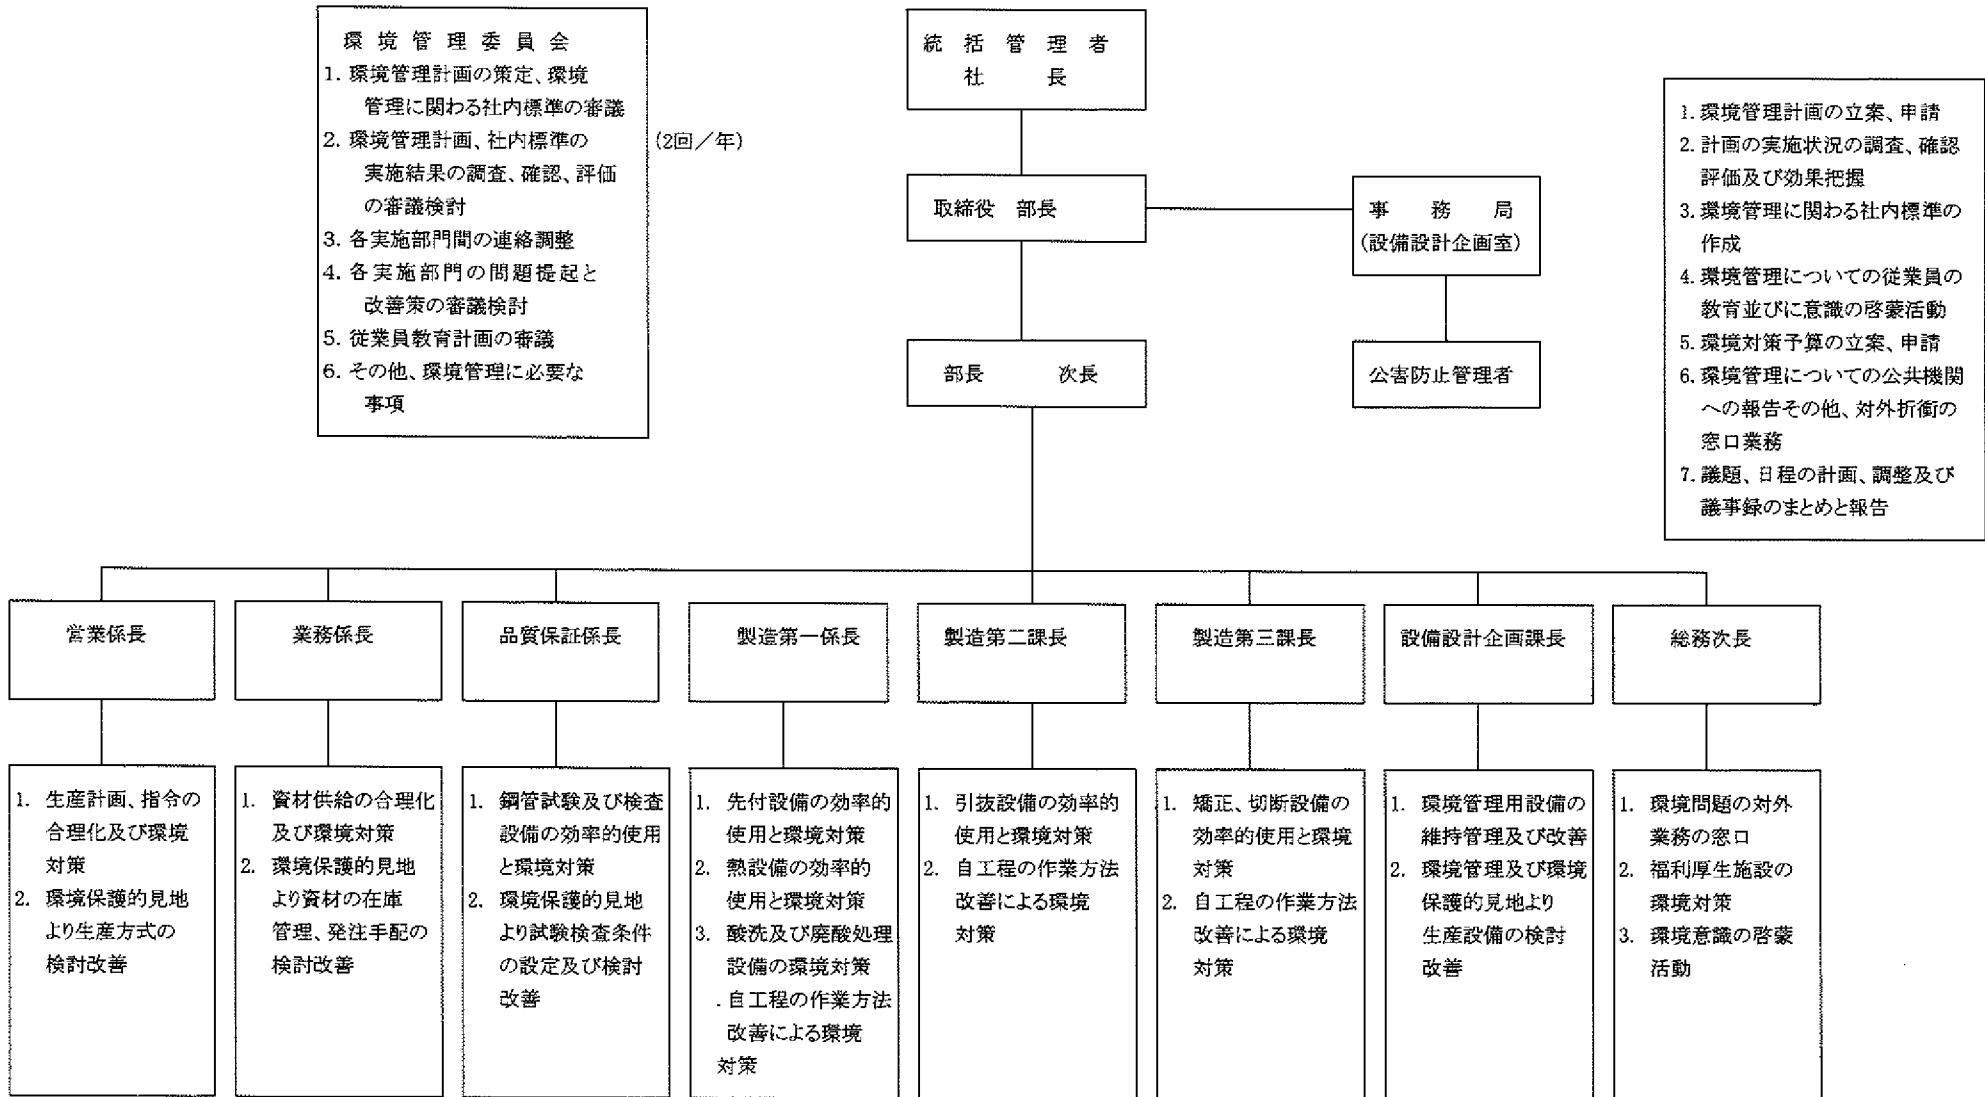 環境管理委員会
1. 環境管理計画の策定、環境
管理に関わる社内標準の審議
2. 環境管理計画、社内標準の
実施結果の調査、確認、評価
の審議検討
3. 各実施部門間の連絡調整
4. 各実施部門の問題提起と
改善策の審議検討
5. 従業員教育計画の審議
6. その他、環境管理に必要な
事項
(2回／年)
統括管理者
社長
取締役 部長
事務局
(設備設計企画室)
部長 次長
公害防止管理者
1. 環境管理計画の立案、申請
2. 計画の実施状況の調査、確認
評価及び効果把握
3. 環境管理に関わる社内標準の
作成
4. 環境管理についての従業員の
教育並びに意識の啓蒙活動
5. 環境対策予算の立案、申請
6. 環境管理についての公共機関
への報告その他、対外折衝の
窓口業務
7. 議題、日程の計画、調整及び
議事録のまとめと報告
営業係長
1. 生産計画、指令の
合理化及び環境
対策
2. 環境保護的見地
より生産方式の
検討改善
業務係長
1. 資材供給の合理化
及び環境対策
2. 環境保護的見地
より資材の在庫
管理、発注手配の
検討改善
品質保証係長
1. 鋼管試験及び検査
設備の効率的使用
と環境対策
2. 環境保護的見地
より試験検査条件
の設定及び検討
改善
製造第一係長
1. 先付設備の効率的
使用と環境対策
2. 熱設備の効率的
使用と環境対策
3. 酸洗及び廃酸処理
設備の環境対策
. 自工程の作業方法
改善による環境
対策
製造第二課長
1. 引抜設備の効率的
使用と環境対策
2. 自工程の作業方法
改善による環境
対策
製造第三課長
1. 矯正、切断設備の
効率的使用と環境
対策
2. 自工程の作業方法
改善による環境
対策
設備設計企画課長
1. 環境管理用設備の
維持管理及び改善
2. 環境管理及び環境
保護的見地より
生産設備の検討
改善
総務次長
1. 環境問題の対外
業務の窓口
2. 福利厚生施設の
環境対策
3. 環境意識の啓蒙
活動